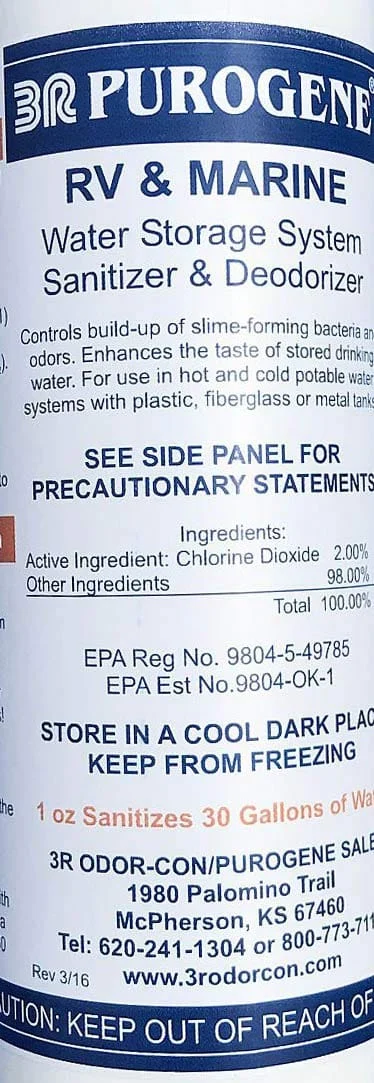 3R PUROGENE®
RV & MARINE
Water Storage System
Sanitizer & Deodorizer
Controls build-up of slime-forming bacteria an
odors. Enhances the taste of stored drinking
water. For use in hot and cold potable water
systems with plastic, fiberglass or metal tanks
SEE SIDE PANEL FOR
PRECAUTIONARY STATEMENTS
Ingredients:
Active Ingredient: Chlorine Dioxide 2.00%
Other Ingredients 98.00%
Total 100.00%
EPA Reg No. 9804-5-49785
EPA Est No.9804-OK-1
STORE IN A COOL DARK PLAC
KEEP FROM FREEZING
1 oz Sanitizes 30 Gallons of Wa
3R ODOR-CON/PUROGENE SALE
1980 Palomino Trail
McPherson, KS 67460
Tel: 620-241-1304 or 800-773-711
Rev 3/16 www.3rodorcon.com
UTION: KEEP OUT OF REACH OF